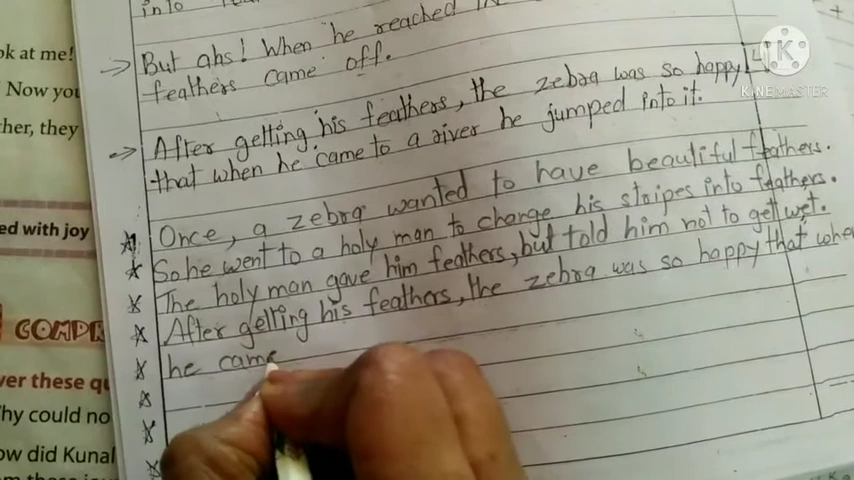 into
But ahs! When he reached
feathers came off.
After getting his feathers, the zebra was so happy
that when he came to a river he jumped into it.
Once, a zebra wanted to have beautiful feathers.
So he went to a holy man to change his stripes into feathers.
The holy man gave him feathers, but told him not to get wet.
After getting his feathers, the zebra was so happy that when
he came
ok at me!
Now you
her, they
ed with joy
COMPR
ver these qu
hy could no
ow did Kunal
KINEMASTER